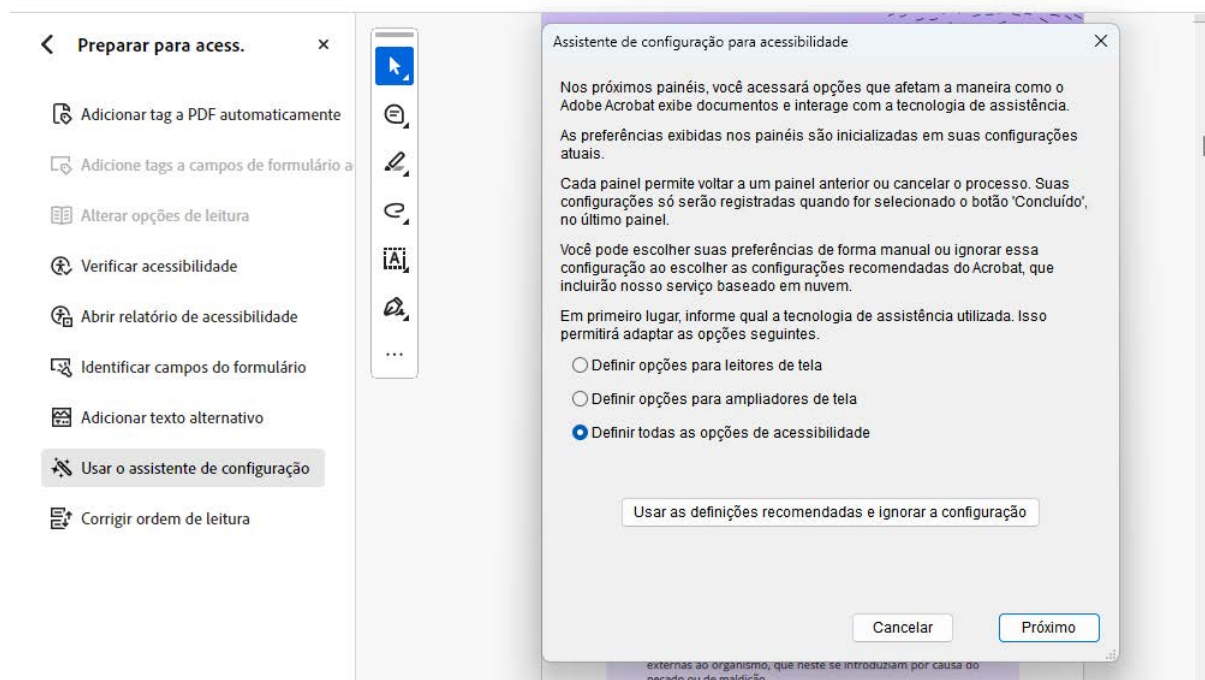 Preparar para acess.
Adicionar tag a PDF automaticamente
Adicione tags a campos de formulário a
Alterar opções de leitura
Verificar acessibilidade
Abrir relatório de acessibilidade
Identificar campos do formulário
Adicionar texto alternativo
Usar o assistente de configuração
Corrigir ordem de leitura
Assistente de configuração para acessibilidade
Nos próximos painéis, você acessará opções que afetam a maneira como o
Adobe Acrobat exibe documentos e interage com a tecnologia de assistência.
As preferências exibidas nos painéis são inicializadas em suas configurações
atuais.
Cada painel permite voltar a um painel anterior ou cancelar o processo. Suas
configurações só serão registradas quando for selecionado o botão 'Concluído',
no último painel.
Você pode escolher suas preferências de forma manual ou ignorar essa
configuração ao escolher as configurações recomendadas do Acrobat, que
incluirão nosso serviço baseado em nuvem.
Em primeiro lugar, informe qual a tecnologia de assistência utilizada. Isso
permitirá adaptar as opções seguintes.
Definir opções para leitores de tela
Definir opções para ampliadores de tela
Definir todas as opções de acessibilidade
Usar as definições recomendadas e ignorar a configuração
Cancelar
Próximo
externas ao organismo, que neste se introduziam por causa do
pecado ou de maldição